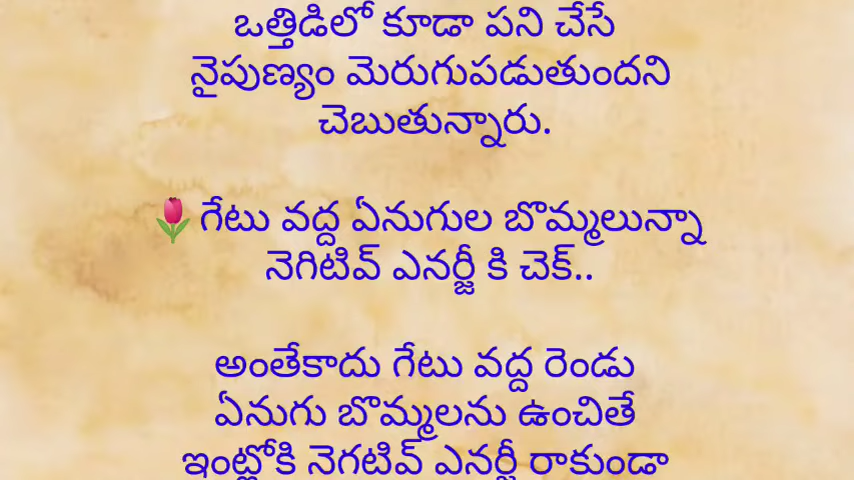 ఒత్తిడిలో కూడా పని చేసే
నైపుణ్యం మెరుగుపడుతుందని
చెబుతున్నారు.
🌷గేటు వద్ద ఏనుగుల బొమ్మలున్నా
నెగిటివ్ ఎనర్జీ కి చెక్..
అంతేకాదు గేటు వద్ద రెండు
ఏనుగు బొమ్మలను ఉంచితే
ఇంట్లోకి నెగటివ్ ఎనర్జీ రాకుండా